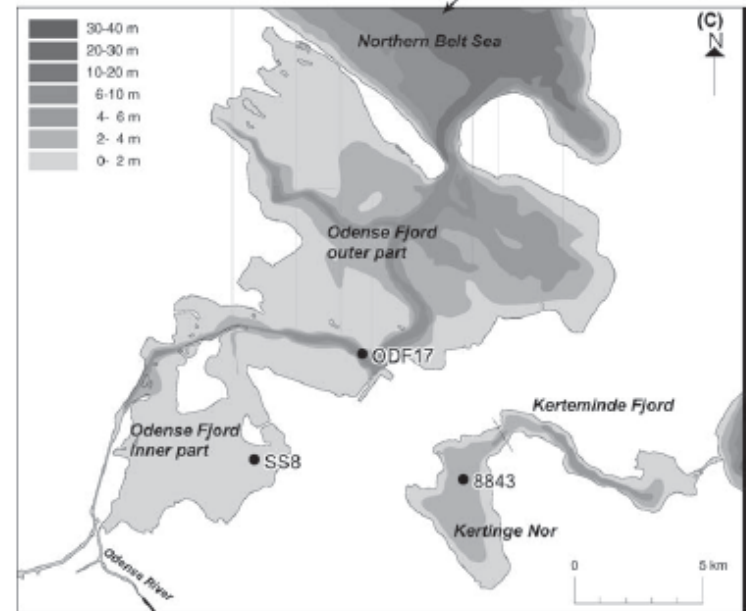 (C)
N
30-40 m
20-30 m
10-20 m
6-10 m
4- 6 m
2- 4 m
0- 2 m
Northern Belt Sea
Odense Fjord
outer part
ODF17
Kerteminde Fjord
Odense Fjord
Inner part
SS8
8843
Kertinge Nor
Odense River
0
5 km